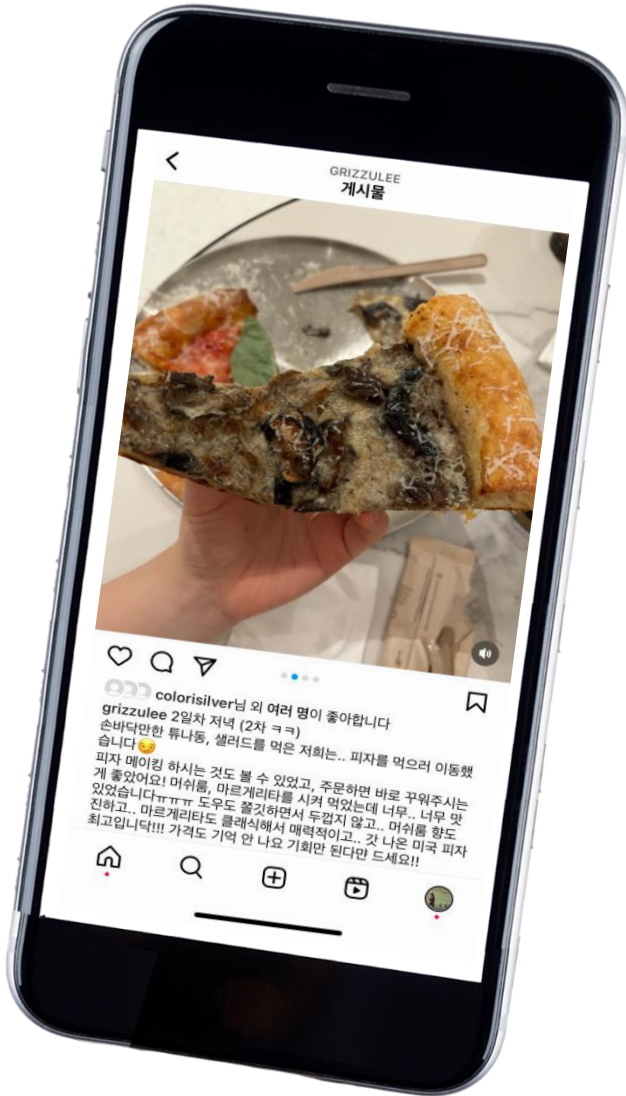 GRIZZULEE
게시물
colorisilver님 외 여러 명이 좋아합니다
grizzulee 2일차 저녁 (2차 ㅋㅋ)
손바닥만한 튜나동, 샐러드를 먹은 저희는.. 피자를 먹으러 이동했
습니다😏
피자 메이킹 하시는 것도 볼 수 있었고, 주문하면 바로 꾸워주시는
게 좋았어요! 머쉬룸, 마르게리타를 시켜 먹었는데 너무.. 너무 맛
있었습니다ㅠㅠㅠ 도우도 쫄깃하면서 두껍지 않고.. 머쉬룸 향도
진하고.. 마르게리타도 클래식해서 매력적이고.. 갓 나온 미국 피자
최고입니닥!!! 가격도 기억 안 나요 기회만 된다먄 드세요!!